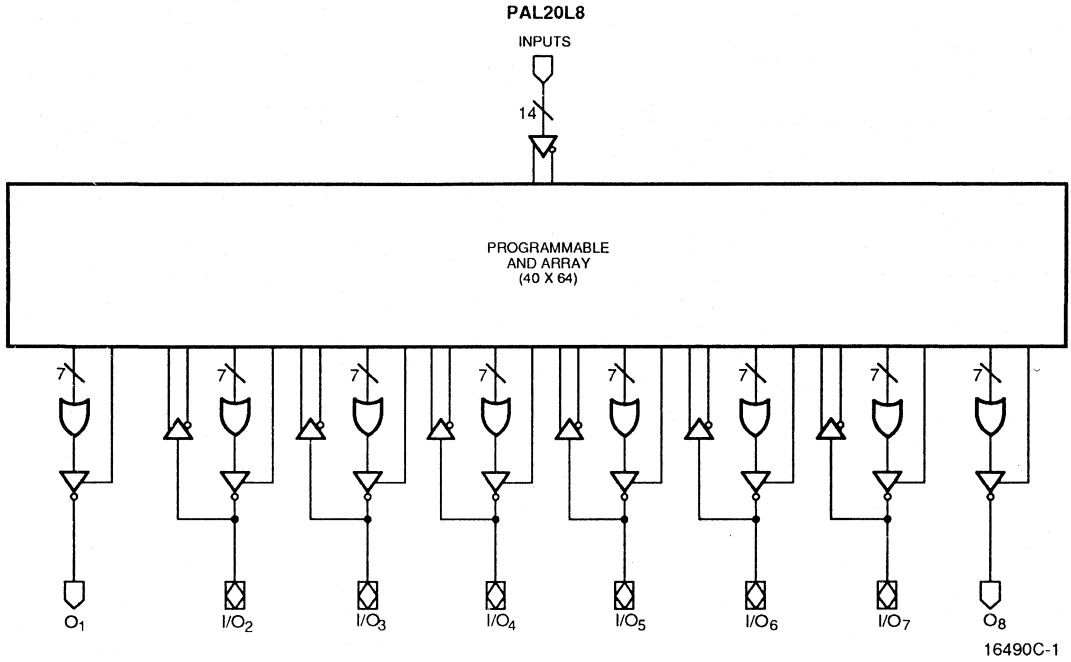 PAL20L8
INPUTS
14
PROGRAMMABLE
AND ARRAY
(40 X 64)
7 7 7 7 7 7 7 7
O1 I/O2 I/O3 I/O4 I/O5 I/O6 I/O7 O8
16490C-1